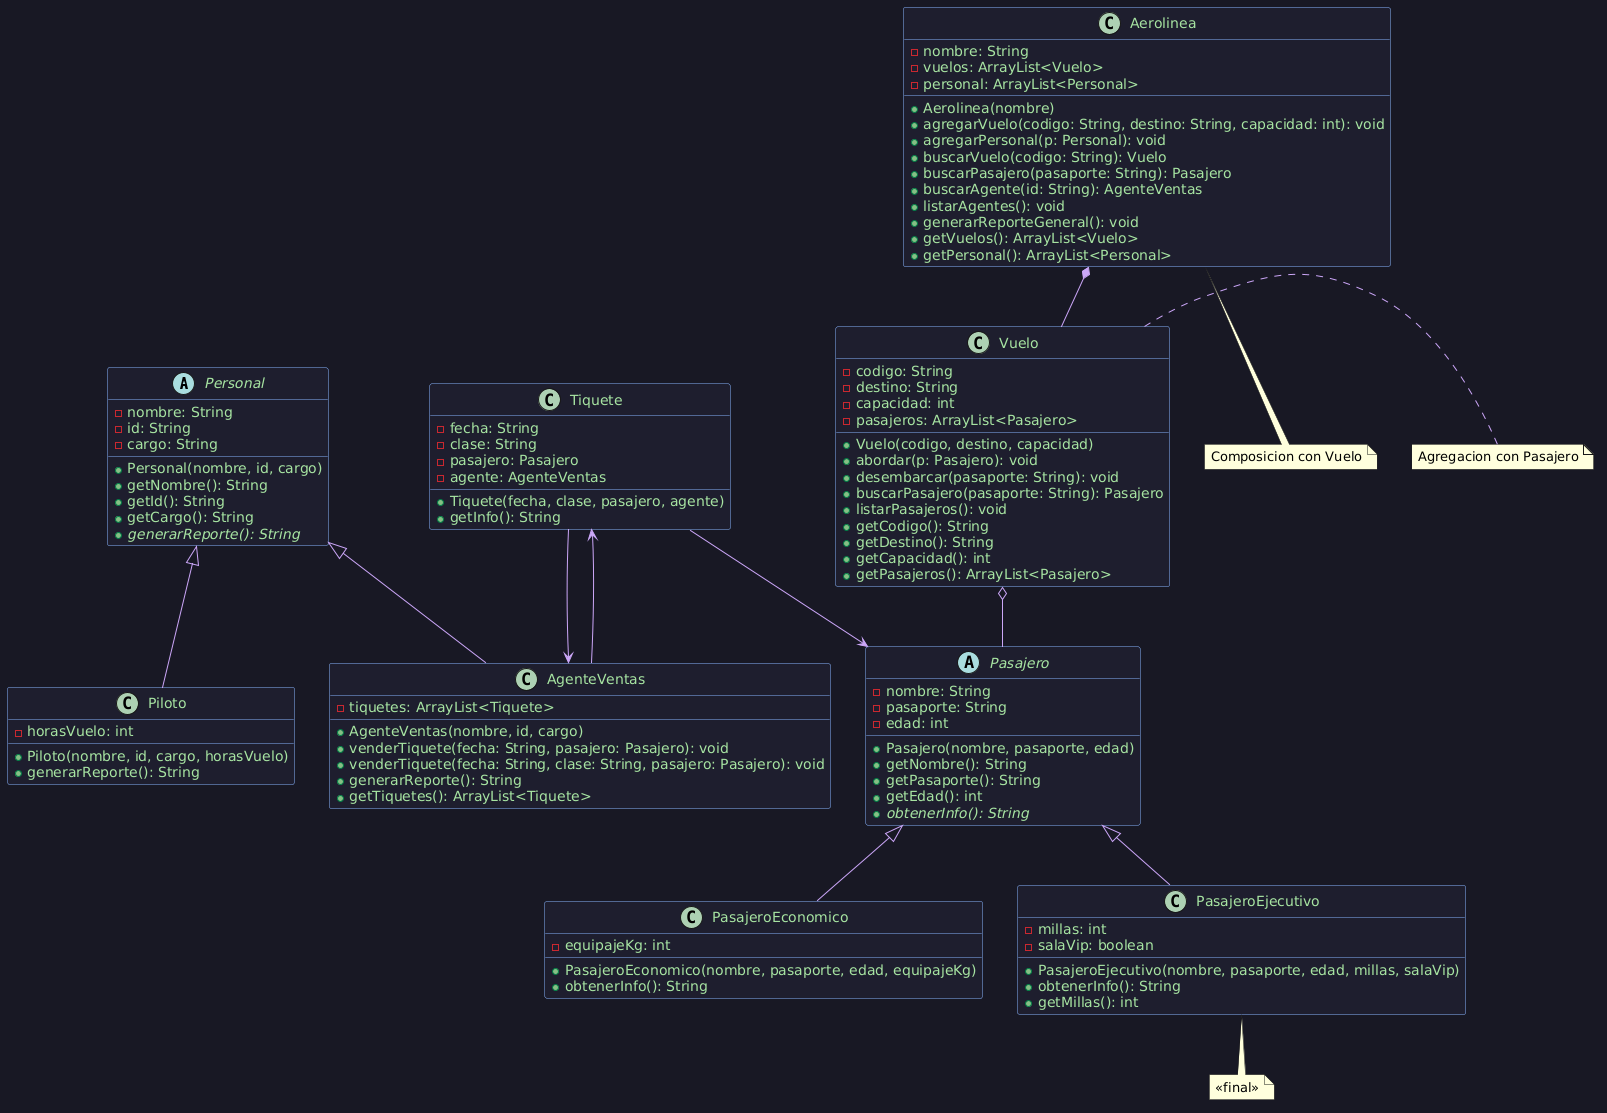 C Aerolinea
nombre: String
vuelos: ArrayList<Vuelo>
personal: ArrayList<Personal>
Aerolinea(nombre)
agregarVuelo(codigo: String, destino: String, capacidad: int): void
agregarPersonal(p: Personal): void
buscarVuelo(codigo: String): Vuelo
buscarPasajero(pasaporte: String): Pasajero
buscarAgente(id: String): AgenteVentas
listarAgentes(): void
generarReporteGeneral(): void
getVuelos(): ArrayList<Vuelo>
getPersonal(): ArrayList<Personal>
A Personal
nombre: String
id: String
cargo: String
Personal(nombre, id, cargo)
getNombre(): String
getId(): String
getCargo(): String
generarReporte(): String
C Tiquete
fecha: String
clase: String
pasajero: Pasajero
agente: AgenteVentas
Tiquete(fecha, clase, pasajero, agente)
getInfo(): String
C Vuelo
codigo: String
destino: String
capacidad: int
pasajeros: ArrayList<Pasajero>
Vuelo(codigo, destino, capacidad)
abordar(p: Pasajero): void
desembarcar(pasaporte: String): void
buscarPasajero(pasaporte: String): Pasajero
listarPasajeros(): void
getCodigo(): String
getDestino(): String
getCapacidad(): int
getPasajeros(): ArrayList<Pasajero>
Composicion con Vuelo
Agregacion con Pasajero
C Piloto
horasVuelo: int
Piloto(nombre, id, cargo, horasVuelo)
generarReporte(): String
C AgenteVentas
tiquetes: ArrayList<Tiquete>
AgenteVentas(nombre, id, cargo)
venderTiquete(fecha: String, pasajero: Pasajero): void
venderTiquete(fecha: String, clase: String, pasajero: Pasajero): void
generarReporte(): String
getTiquetes(): ArrayList<Tiquete>
A Pasajero
nombre: String
pasaporte: String
edad: int
Pasajero(nombre, pasaporte, edad)
getNombre(): String
getPasaporte(): String
getEdad(): int
obtenerInfo(): String
C PasajeroEconomico
equipajeKg: int
PasajeroEconomico(nombre, pasaporte, edad, equipajeKg)
obtenerInfo(): String
C PasajeroEjecutivo
millas: int
salaVip: boolean
PasajeroEjecutivo(nombre, pasaporte, edad, millas, salaVip)
obtenerInfo(): String
getMillas(): int
«final»